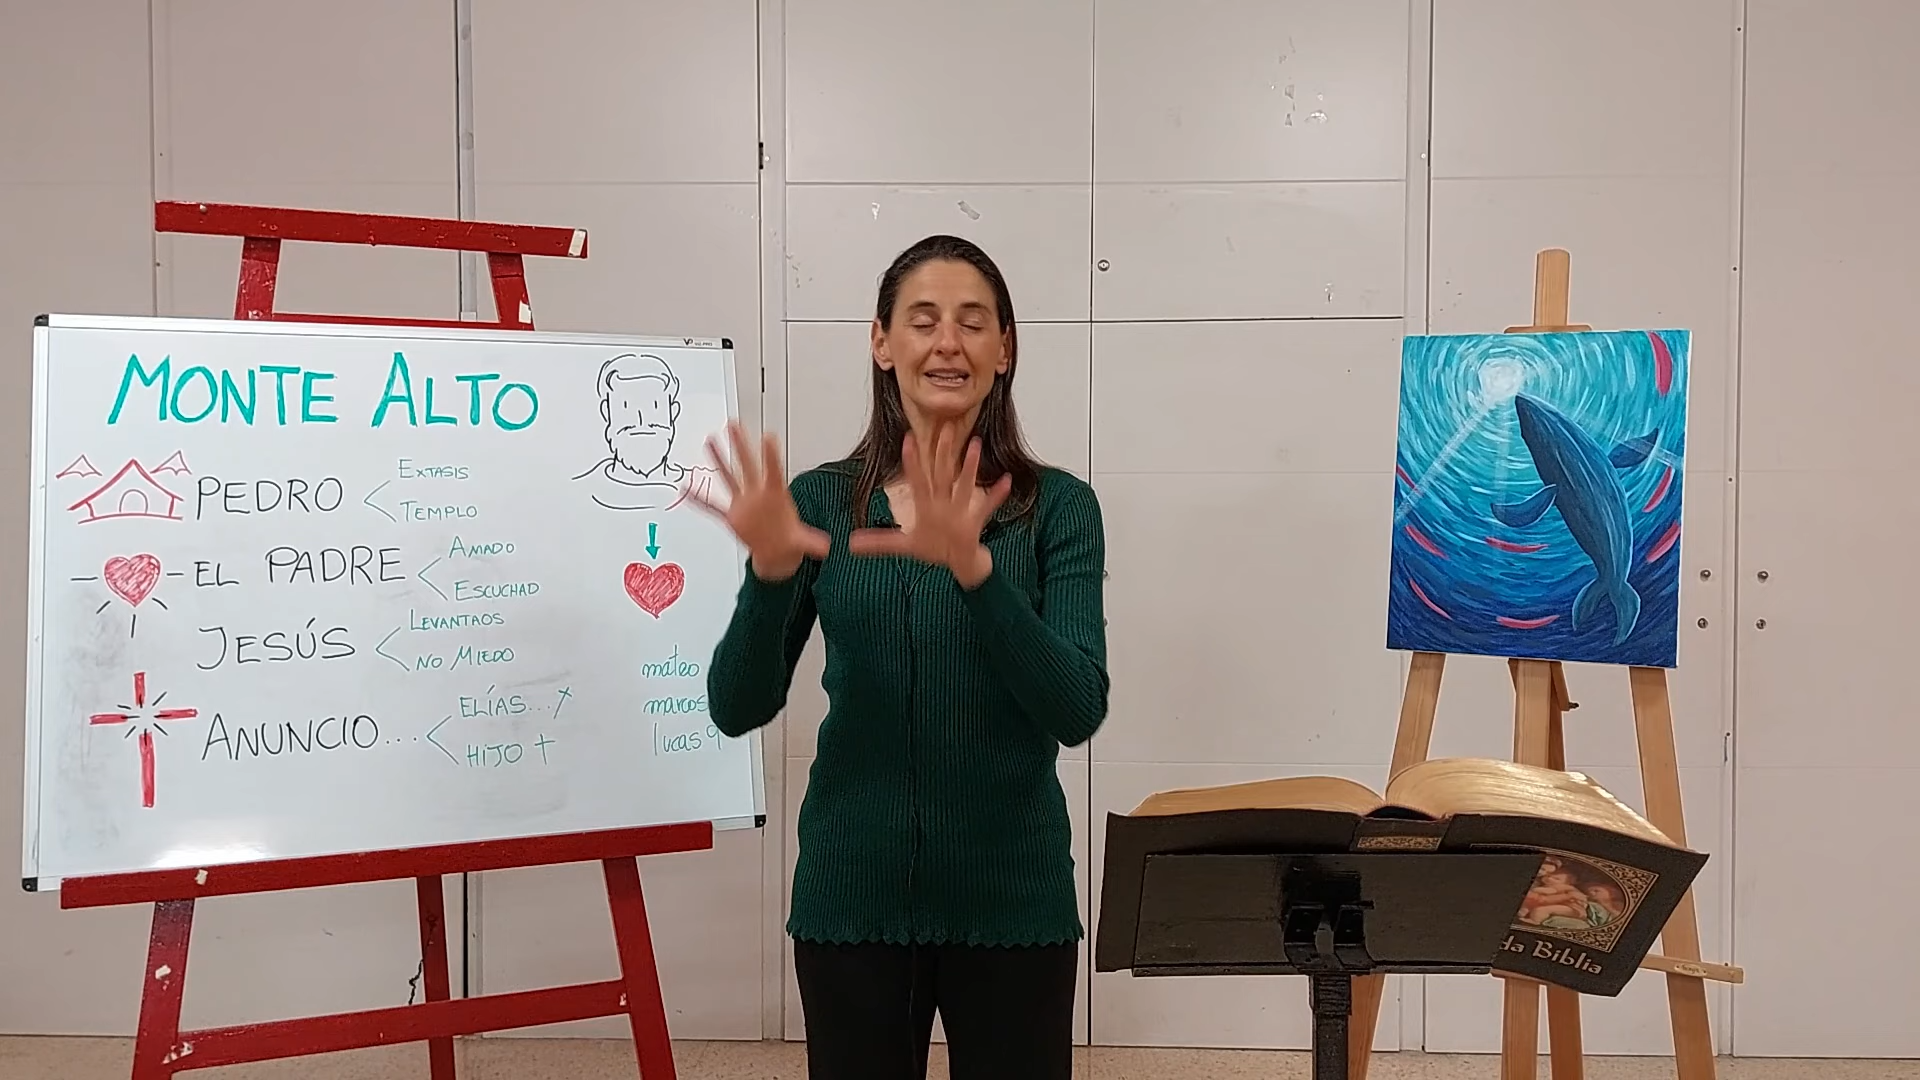 MONTE ALTO
PEDRO
EXTASIS
TEMPLO
EL PADRE
AMADO
ESCUCHAD
JESÚS
LEVANTAOS
NO MIEDO
ANUNCIO...
ELÍAS...
HIJO
mateo
marcos
lucas 9
da Biblia